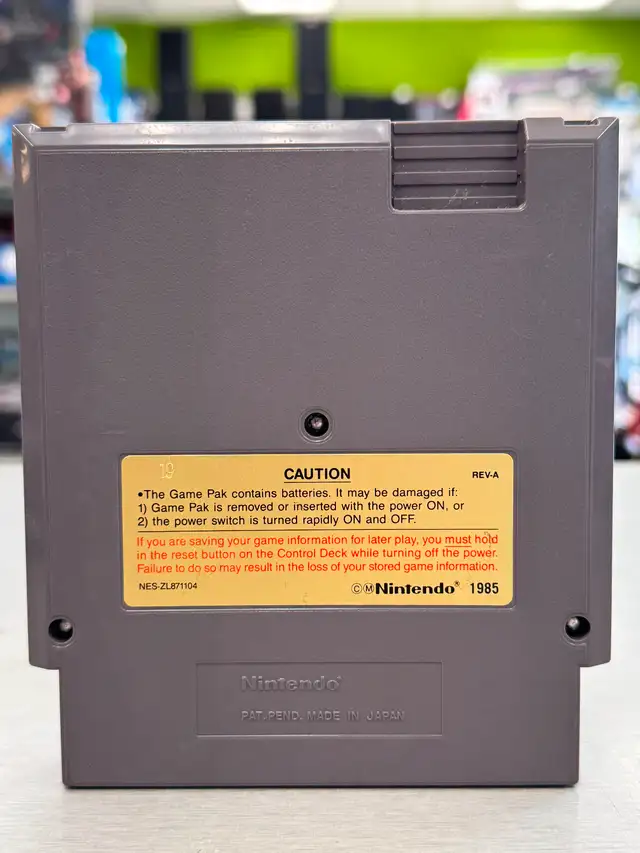 10
CAUTION REV-A
•The Game Pak contains batteries. It may be damaged if:
1) Game Pak is removed or inserted with the power ON, or
2) the power switch is turned rapidly ON and OFF.
If you are saving your game information for later play, you must hold
in the reset button on the Control Deck while turning off the power.
Failure to do so may result in the loss of your stored game information.
NES-ZL871104 ©ⓂNintendo® 1985
Nintendo®
PAT.PEND. MADE IN JAPAN